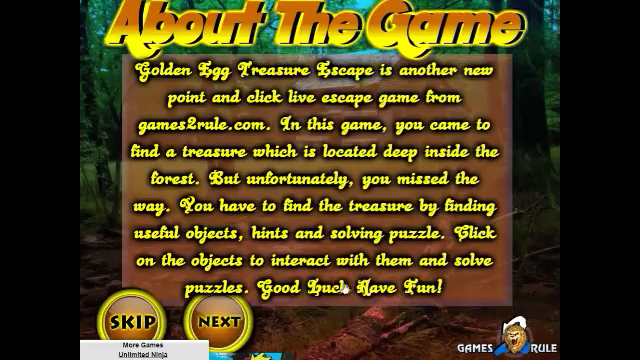 About The Game
Golden Egg Treasure Escape is another new
point and click live escape game from
games2rule.com. In this game, you came to
find a treasure which is located deep inside the
forest. But unfortunately, you missed the
way. You have to find the treasure by finding
useful objects, hints and solving puzzle. Click
on the objects to interact with them and solve
puzzles. Good Luck Have Fun!
SKIP
NEXT
GAMES 2 RULE
More Games
Unlimited Ninja